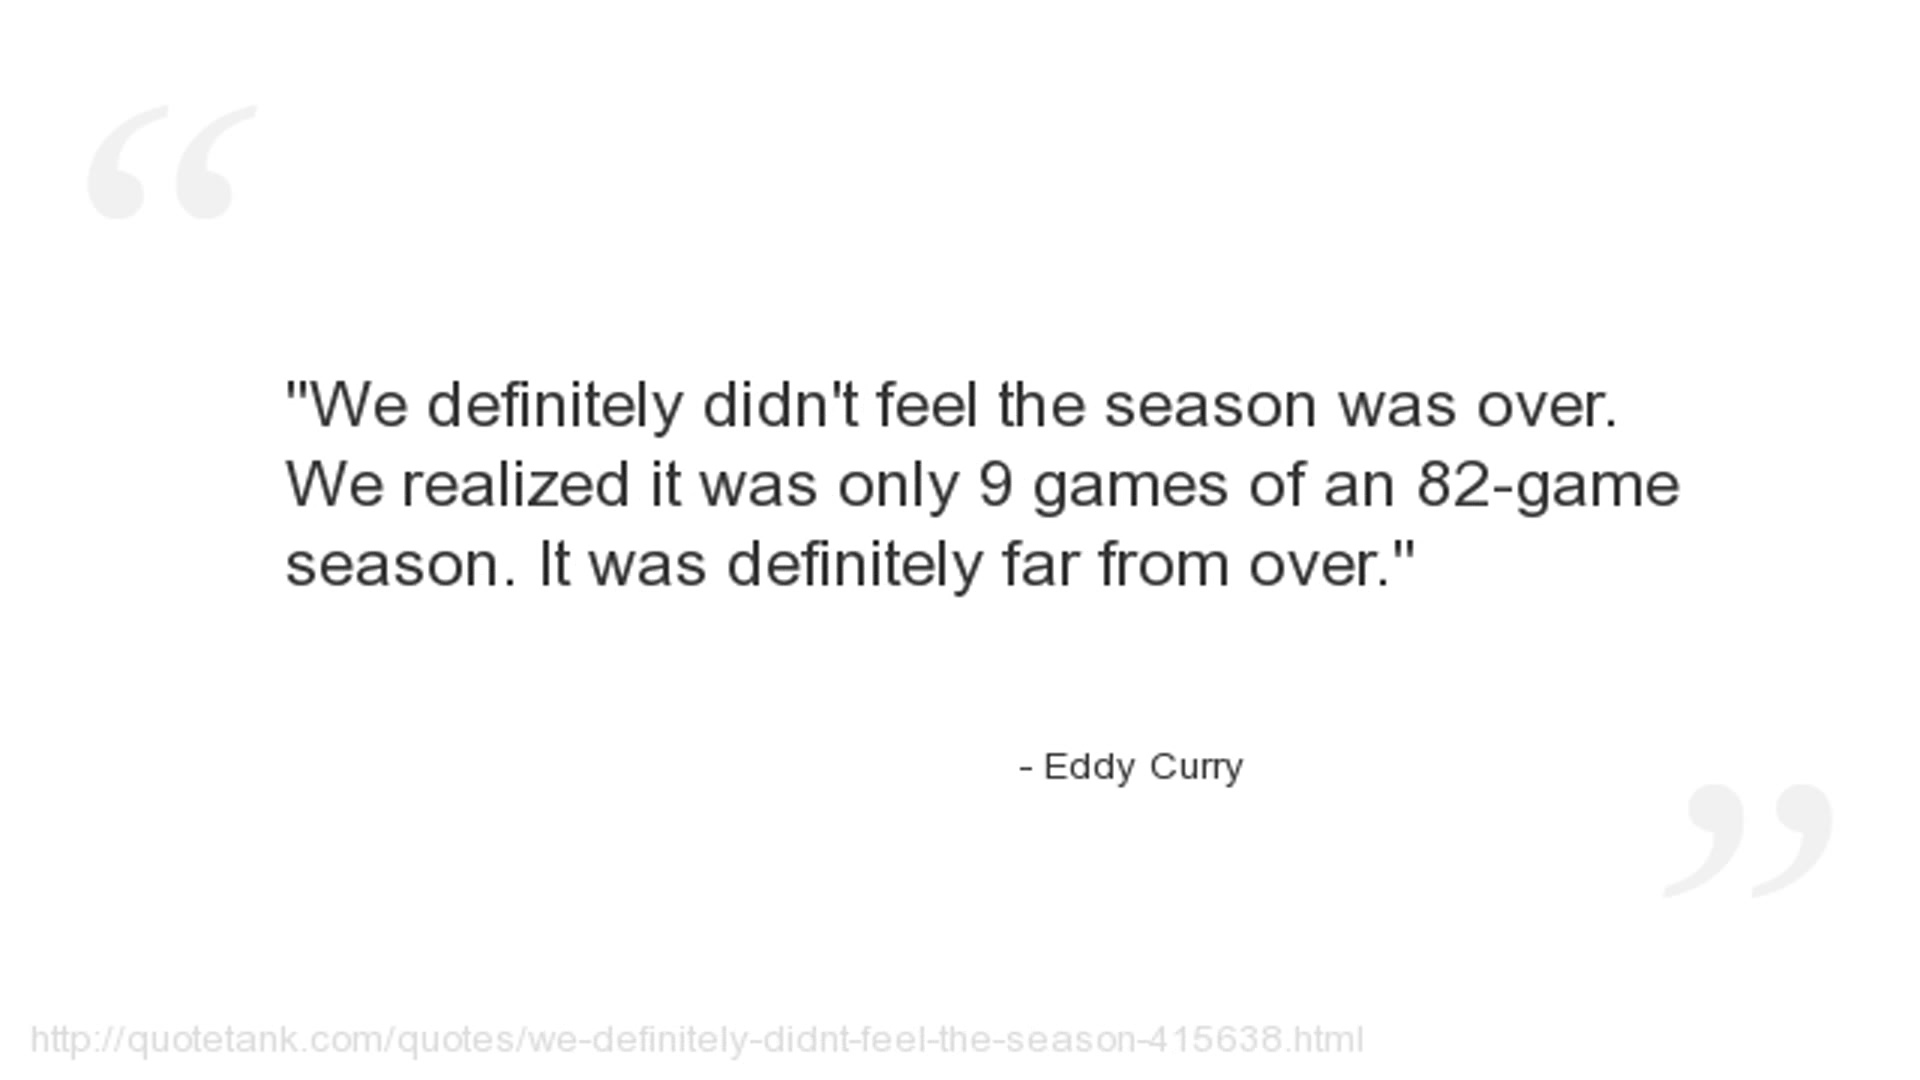 "We definitely didn't feel the season was over.
We realized it was only 9 games of an 82-game
season. It was definitely far from over."
- Eddy Curry
http://quotetank.com/quotes/we-definitely-didnt-feel-the-season-415638.html